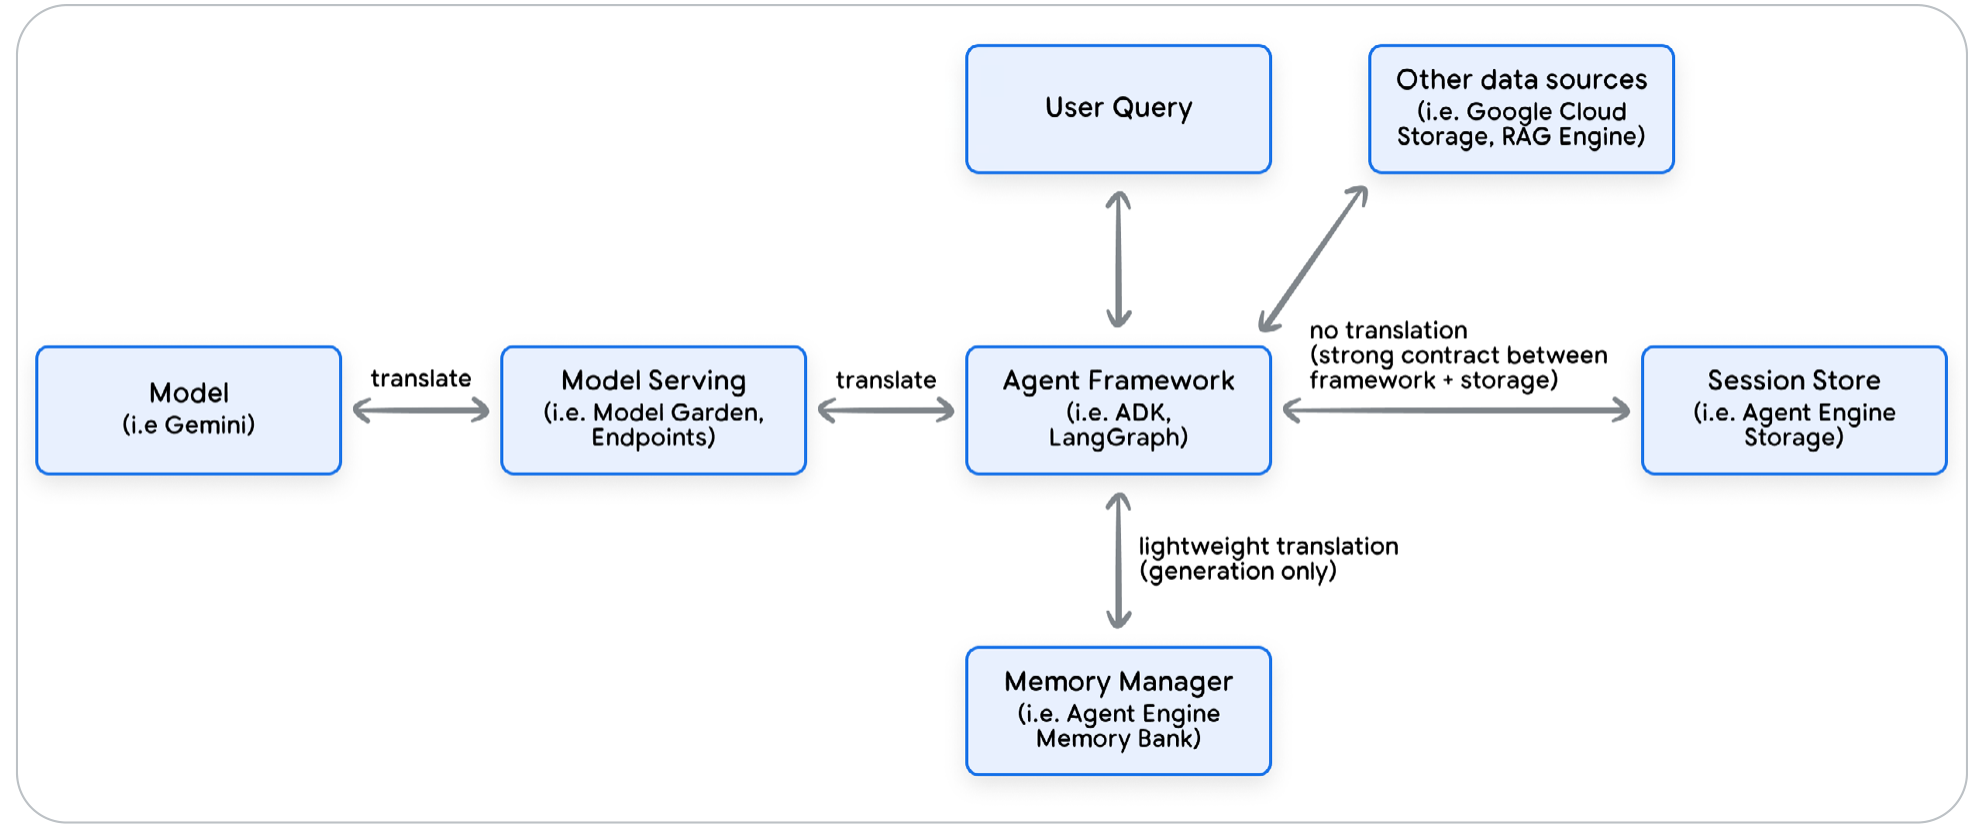 User Query
Other data sources
(i.e. Google Cloud
Storage, RAG Engine)
Model
(i.e Gemini)
translate
Model Serving
(i.e. Model Garden,
Endpoints)
translate
Agent Framework
(i.e. ADK,
LangGraph)
no translation
(strong contract between
framework + storage)
Session Store
(i.e. Agent Engine
Storage)
lightweight translation
(generation only)
Memory Manager
(i.e. Agent Engine
Memory Bank)